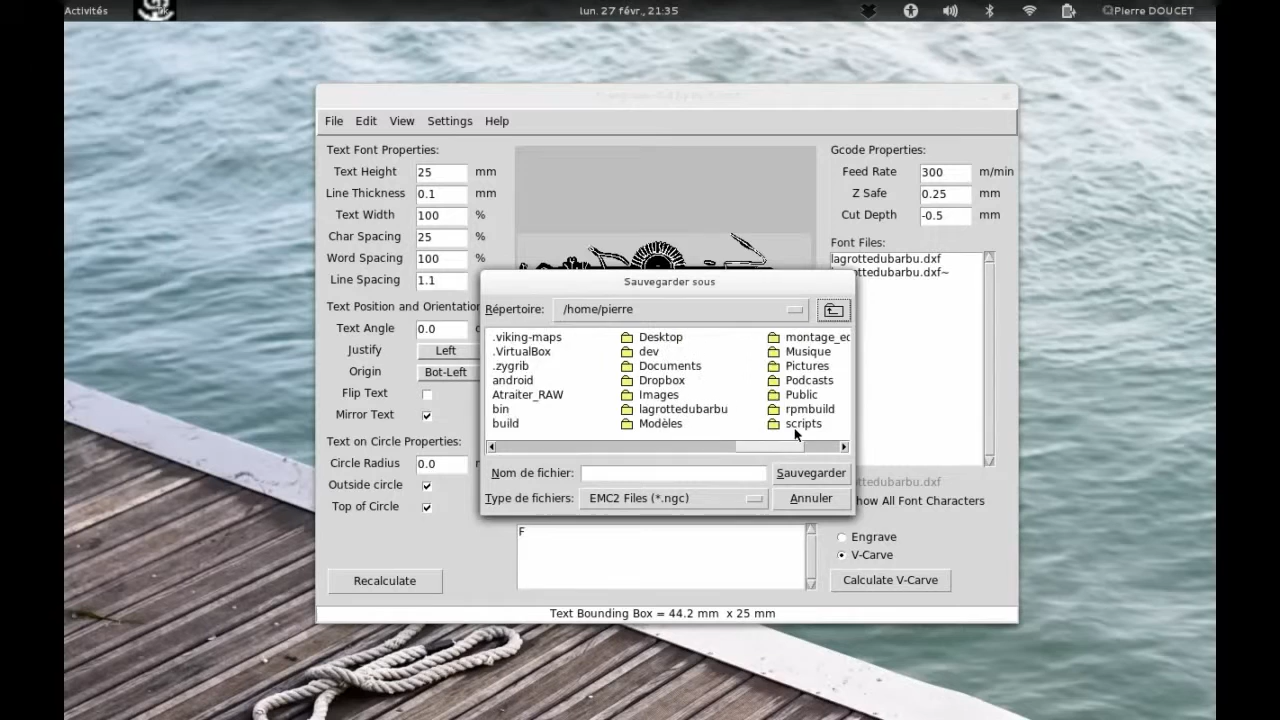 Activités
lun. 27 févr., 21:35
Pierre DOUCET
File Edit View Settings Help
Text Font Properties:
Text Height 25 mm
Line Thickness 0.1 mm
Text Width 100 %
Char Spacing 25 %
Word Spacing 100 %
Line Spacing 1.1
Text Position and Orientation
Text Angle 0.0
Justify Left
Origin Bot-Left
Flip Text
Mirror Text
Text on Circle Properties:
Circle Radius 0.0
Outside circle
Top of Circle
Recalculate
Sauvegarder sous
Répertoire: /home/pierre
.viking-maps Desktop montage_ec
.VirtualBox dev Musique
.zygrib Documents Pictures
android Dropbox Podcasts
Atraiter_RAW Images Public
bin lagrottedubarbu rpmbuild
build Modèles scripts
Nom de fichier: Sauvegarder
Type de fichiers: EMC2 Files (*.ngc) Annuler
F
Gcode Properties:
Feed Rate 300 m/min
Z Safe 0.25 mm
Cut Depth -0.5 mm
Font Files:
lagrottedubarbu.dxf
ottedubarbu.dxf~
ottedubarbu.dxf
how All Font Characters
Engrave
V-Carve
Calculate V-Carve
Text Bounding Box = 44.2 mm x 25 mm